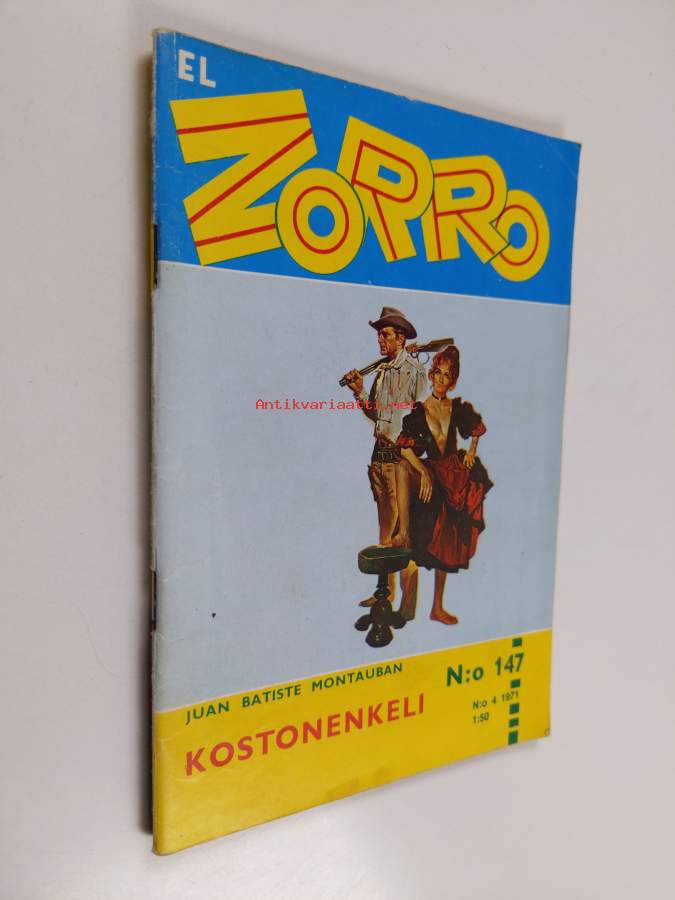 EL
ZORRO
Antikvariaatti.net
JUAN BATISTE MONTAUBAN
N:o 147
KOSTONENKELI
N:o 4 1971
1:50